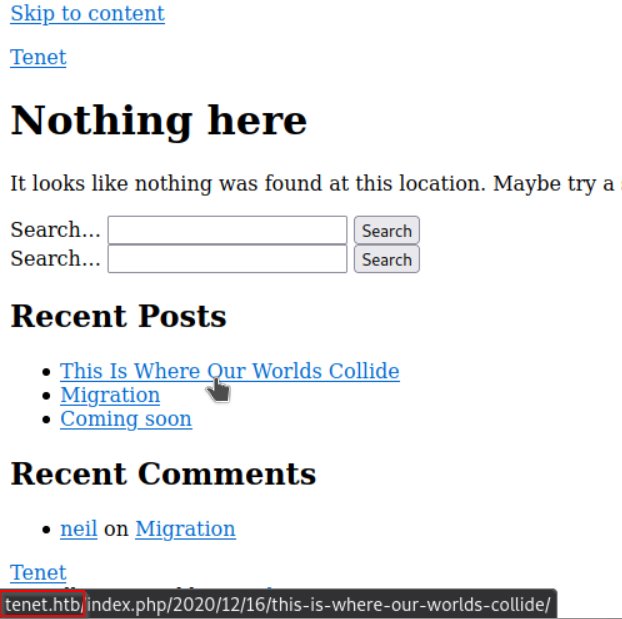 Skip to content
Tenet
Nothing here
It looks like nothing was found at this location. Maybe try a
Search…
Search
Search…
Search
Recent Posts
This Is Where Our Worlds Collide
Migration
Coming soon
Recent Comments
neil on Migration
Tenet
tenet.htb/index.php/2020/12/16/this-is-where-our-worlds-collide/